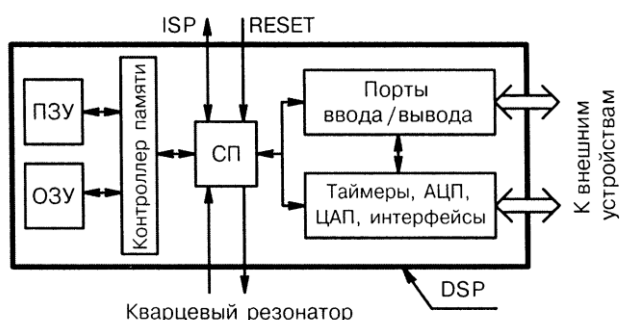 ISP
RESET
ПЗУ
ОЗУ
Контроллер памяти
СП
Порты
ввода/вывода
Таймеры, АЦП,
ЦАП, интерфейсы
К внешним
устройствам
DSP
Кварцевый резонатор